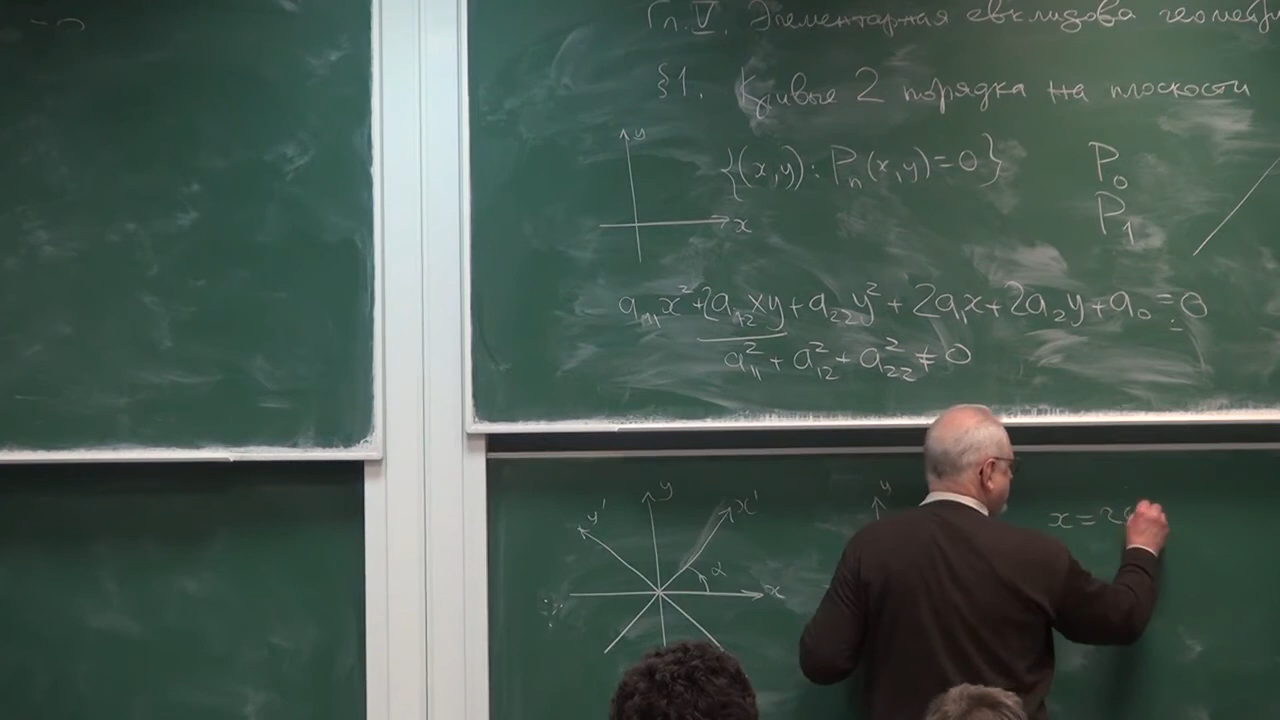 Гл. V. Элементарная евклидова геометри
§1. Кривые 2 порядка на плоскости
y
x
{(x,y): Pₙ(x,y)=0}
P₀
P₁
a₁₁x² + 2a₁₂xy + a₂₂y² + 2a₁x + 2a₂y + a₀ = 0
a₁₁² + a₁₂² + a₂₂² ≠ 0
y'
y
x'
α
x
y
x =